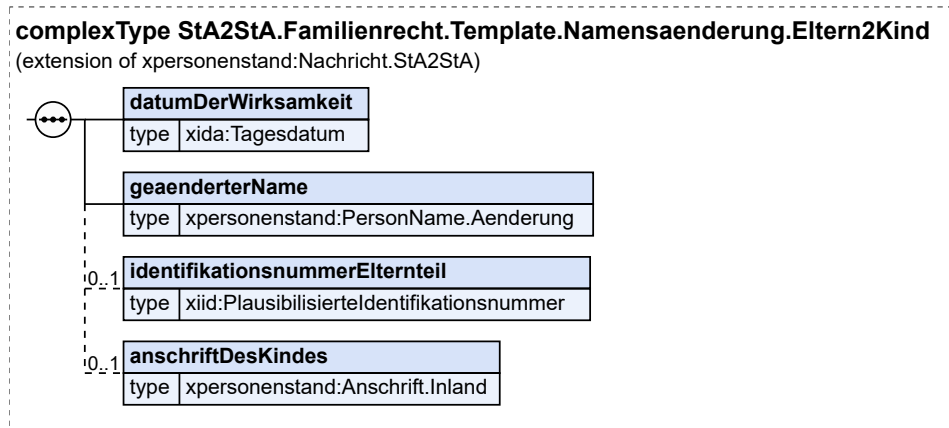 complexType StA2StA.Familienrecht.Template.Namensaenderung.Eltern2Kind
(extension of xpersonenstand:Nachricht.StA2StA)
datumDerWirksamkeit
type xida:Tagesdatum
geaenderterName
type xpersonenstand:PersonName.Aenderung
0..1 identifikationsnummerElternteil
type xiid:PlausibilisierteIdentifikationsnummer
0..1 anschriftDesKindes
type xpersonenstand:Anschrift.Inland